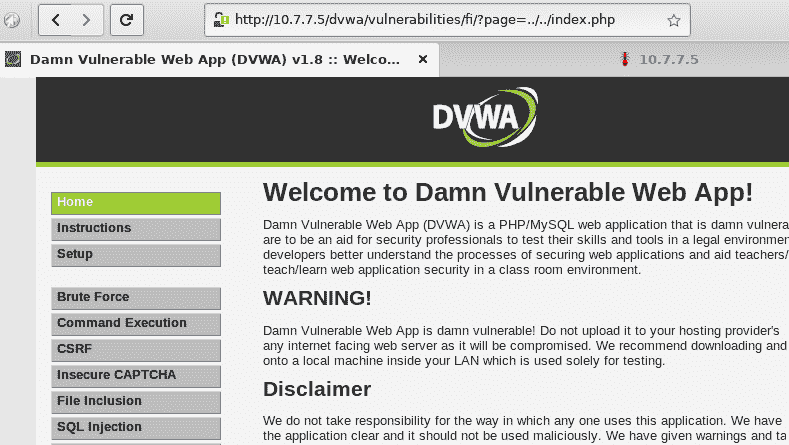 http://10.7.7.5/dvwa/vulnerabilities/fi/?page=../../index.php
Damn Vulnerable Web App (DVWA) v1.8 :: Welco...
10.7.7.5
DVWA
Home
Instructions
Setup
Brute Force
Command Execution
CSRF
Insecure CAPTCHA
File Inclusion
SQL Injection
Welcome to Damn Vulnerable Web App!
Damn Vulnerable Web App (DVWA) is a PHP/MySQL web application that is damn vulnera
are to be an aid for security professionals to test their skills and tools in a legal environmen
developers better understand the processes of securing web applications and aid teachers/
teach/learn web application security in a class room environment.
WARNING!
Damn Vulnerable Web App is damn vulnerable! Do not upload it to your hosting provider's
any internet facing web server as it will be compromised. We recommend downloading and
onto a local machine inside your LAN which is used solely for testing.
Disclaimer
We do not take responsibility for the way in which any one uses this application. We have
the application clear and it should not be used maliciously. We have given warnings and ta